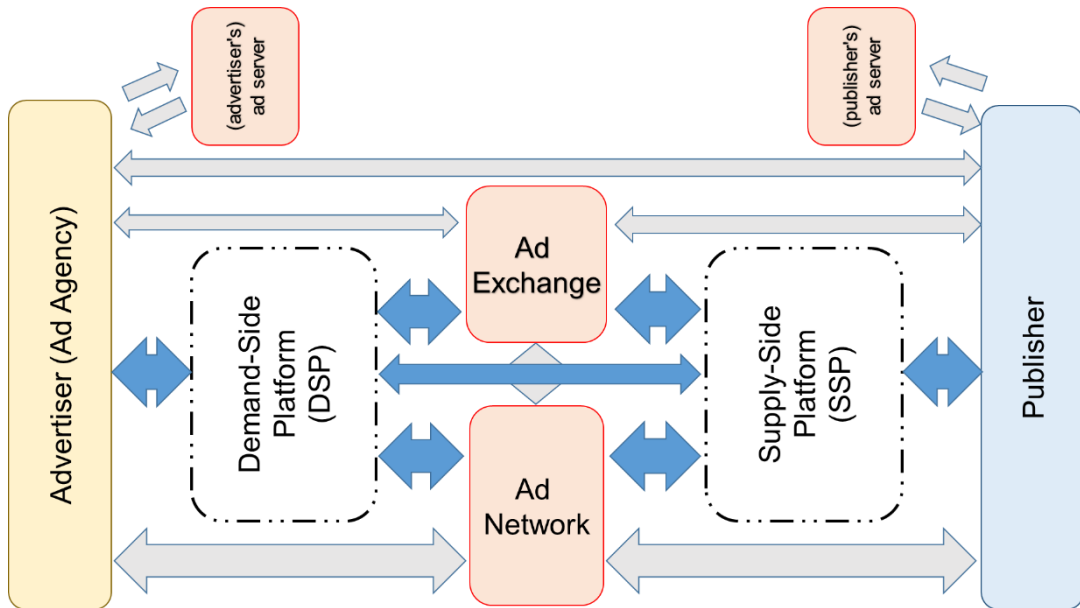 (advertiser's)
ad server
(publisher's)
ad server
Advertiser (Ad Agency)
Demand-Side
Platform
(DSP)
Ad
Exchange
Ad
Network
Supply-Side
Platform
(SSP)
Publisher